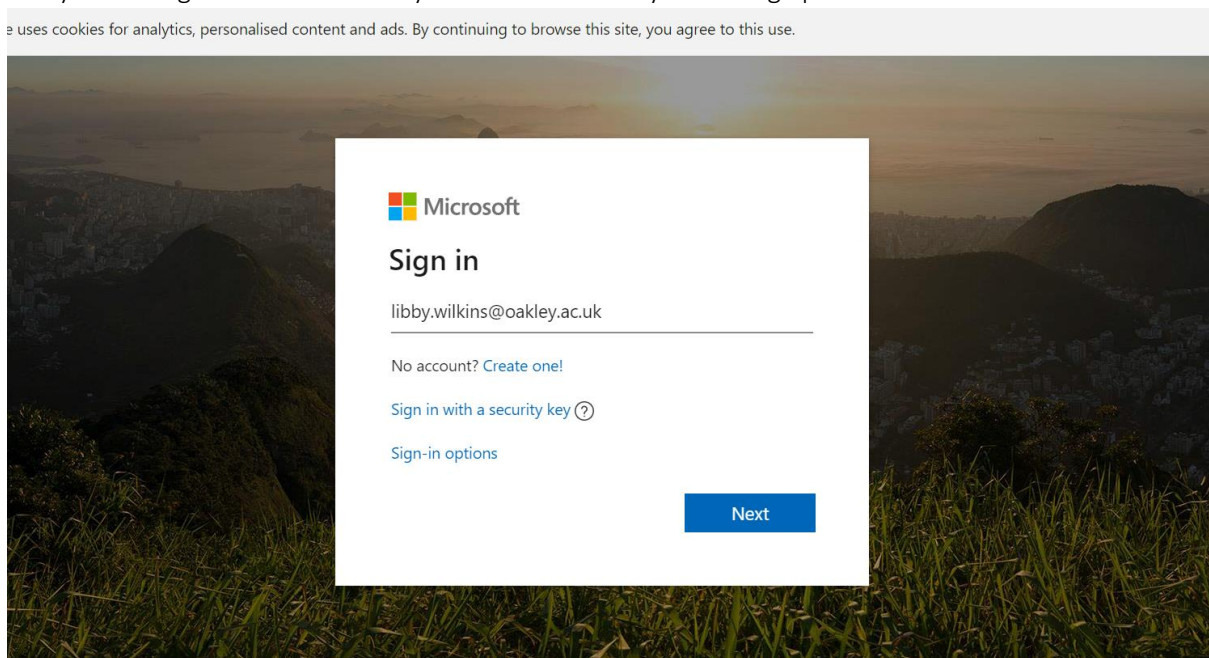 e uses cookies for analytics, personalised content and ads. By continuing to browse this site, you agree to this use.
Microsoft
Sign in
libby.wilkins@oakley.ac.uk
No account? Create one!
Sign in with a security key ?
Sign-in options
Next